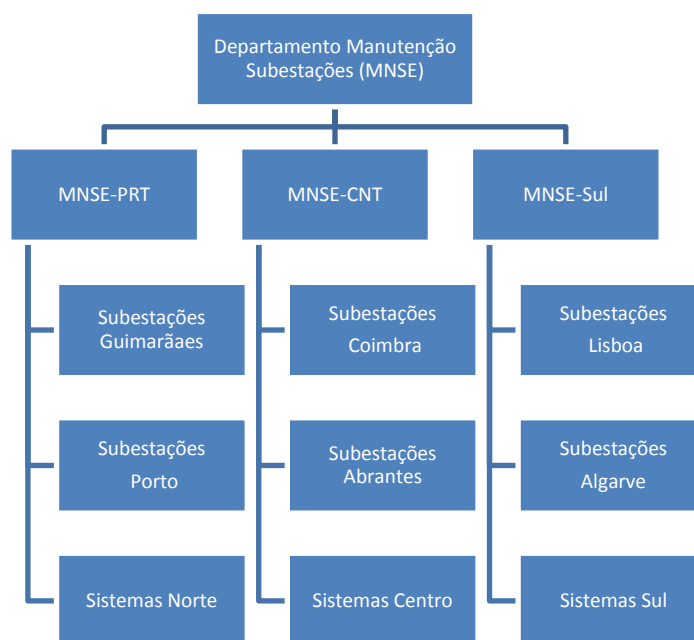 Departamento Manutenção
Subestações (MNSE)
MNSE-PRT
MNSE-CNT
MNSE-Sul
Subestações
Guimarãaes
Subestações
Coimbra
Subestações
Lisboa
Subestações
Porto
Subestações
Abrantes
Subestações
Algarve
Sistemas Norte
Sistemas Centro
Sistemas Sul